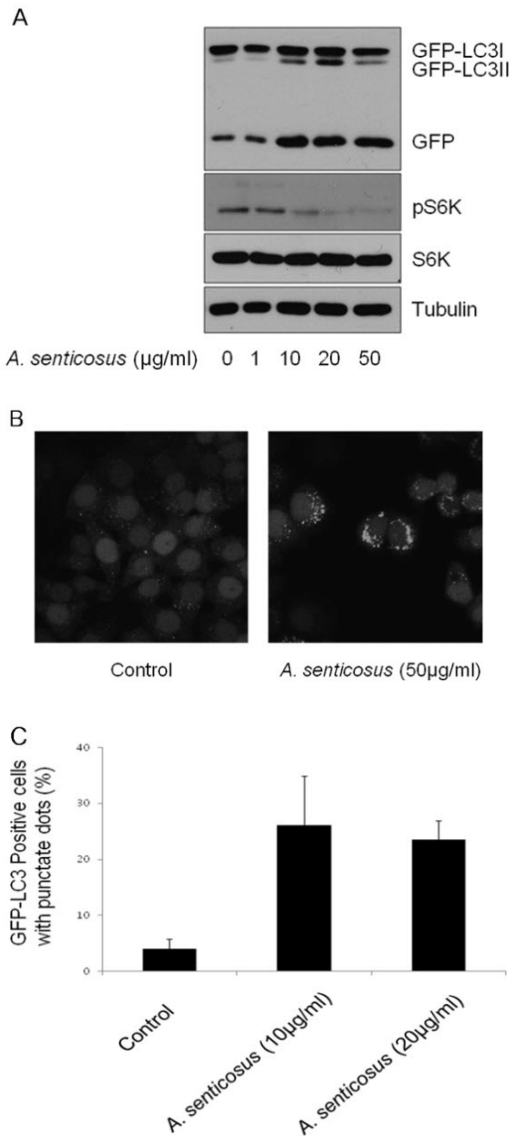 A
GFP-LC3I
GFP-LC3II
GFP
pS6K
S6K
Tubulin
A. senticosus (µg/ml) 0 1 10 20 50
B
Control
A. senticosus (50µg/ml)
C
GFP-LC3 Positive cells
with punctate dots (%)
40
30
20
10
0
Control
A. senticosus (10µg/ml)
A. senticosus (20µg/ml)